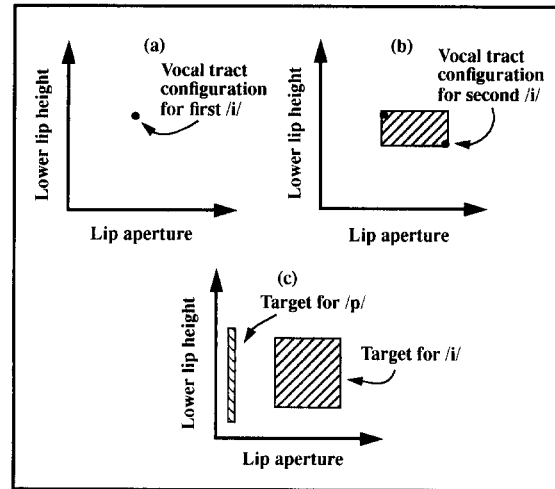 (a)
Vocal tract
configuration
for first /i/
Lower lip height
Lip aperture
(b)
Vocal tract
configuration
for second /i/
Lower lip height
Lip aperture
(c)
Target for /p/
Target for /i/
Lower lip height
Lip aperture